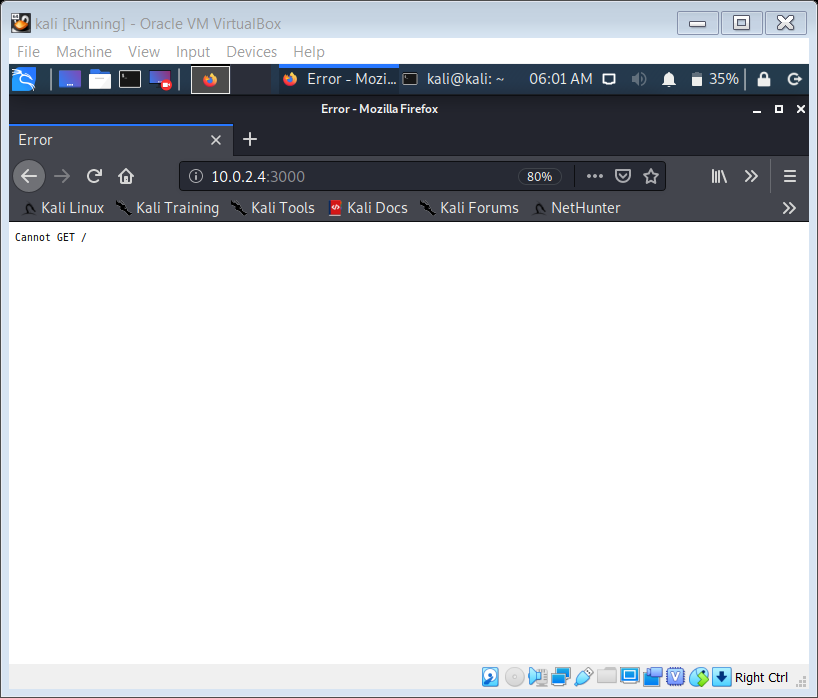 kali [Running] - Oracle VM VirtualBox
File Machine View Input Devices Help
Error - Mozi... kali@kali: ~ 06:01 AM 35%
Error - Mozilla Firefox
Error
10.0.2.4:3000 80%
Kali Linux Kali Training Kali Tools Kali Docs Kali Forums NetHunter
Cannot GET /
Right Ctrl